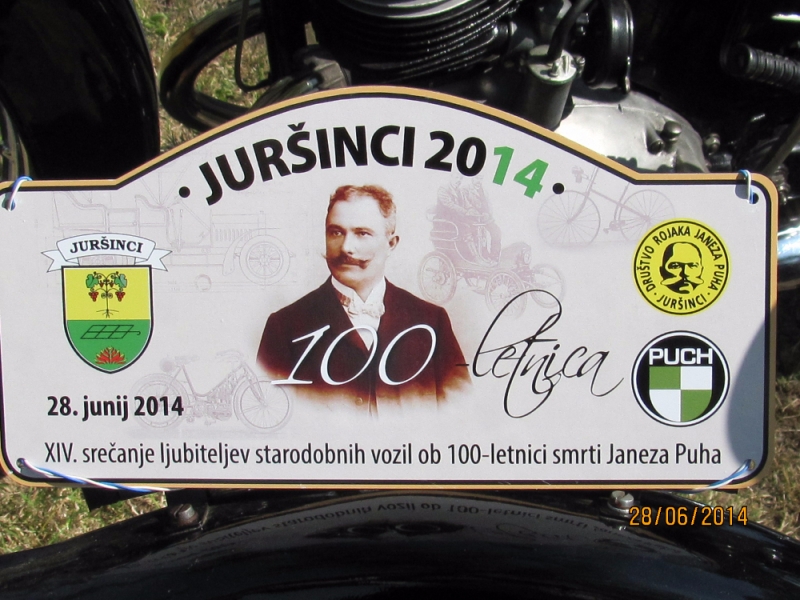 • JURŠINCI 2014 •
JURŠINCI
DRUŠTVO ROJAKA JANEZA PUHA
• JURŠINCI •
100-letnica
PUCH
28. junij 2014
XIV. srečanje ljubiteljev starodobnih vozil ob 100-letnici smrti Janeza Puha
28/06/2014